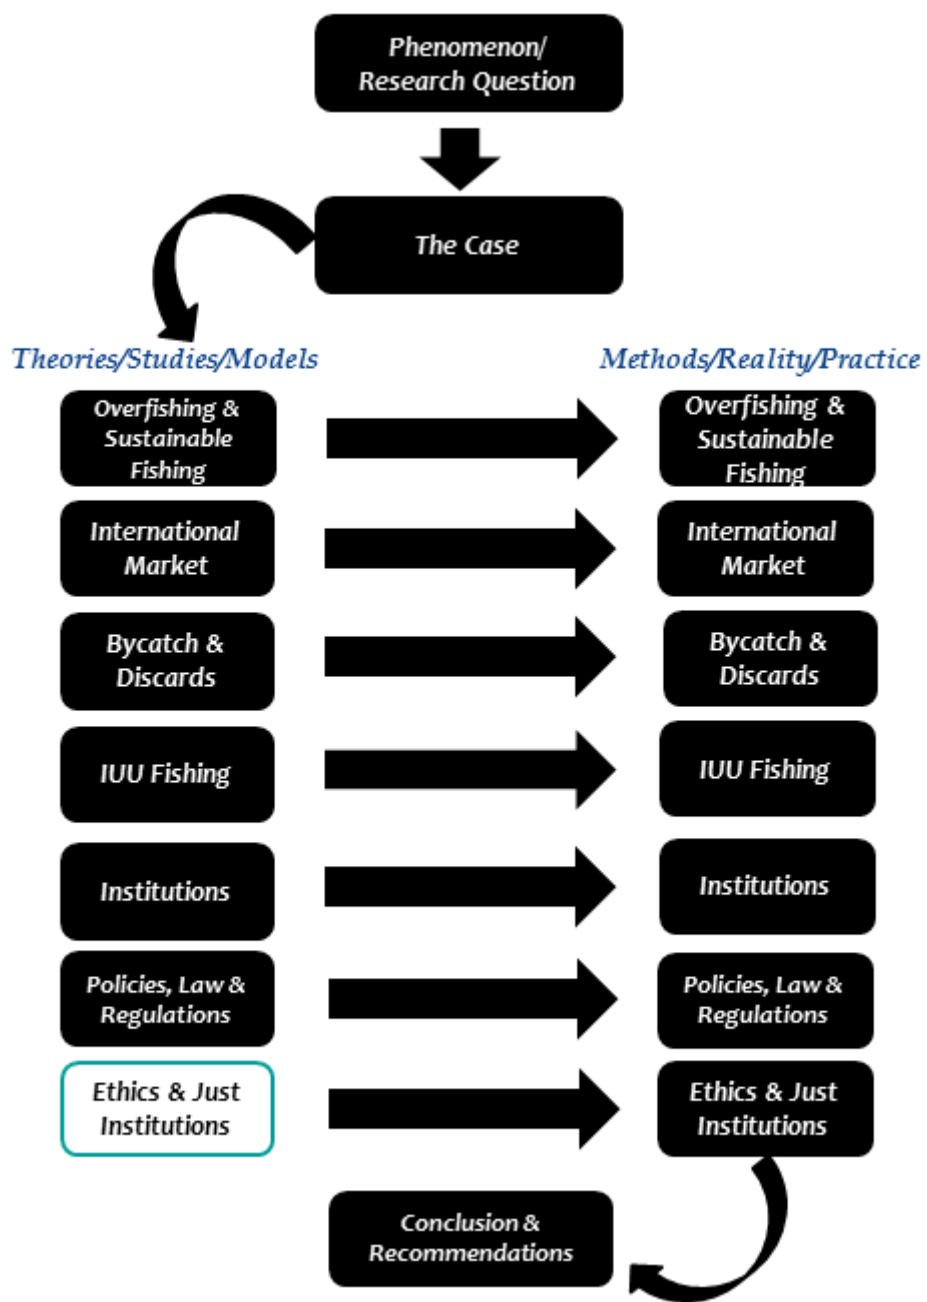 Phenomenon/
Research Question
The Case
Theories/Studies/Models
Methods/Reality/Practice
Overfishing &
Sustainable
Fishing
Overfishing &
Sustainable
Fishing
International
Market
International
Market
Bycatch &
Discards
Bycatch &
Discards
IUU Fishing
IUU Fishing
Institutions
Institutions
Policies, Law &
Regulations
Policies, Law &
Regulations
Ethics & Just
Institutions
Ethics & Just
Institutions
Conclusion &
Recommendations